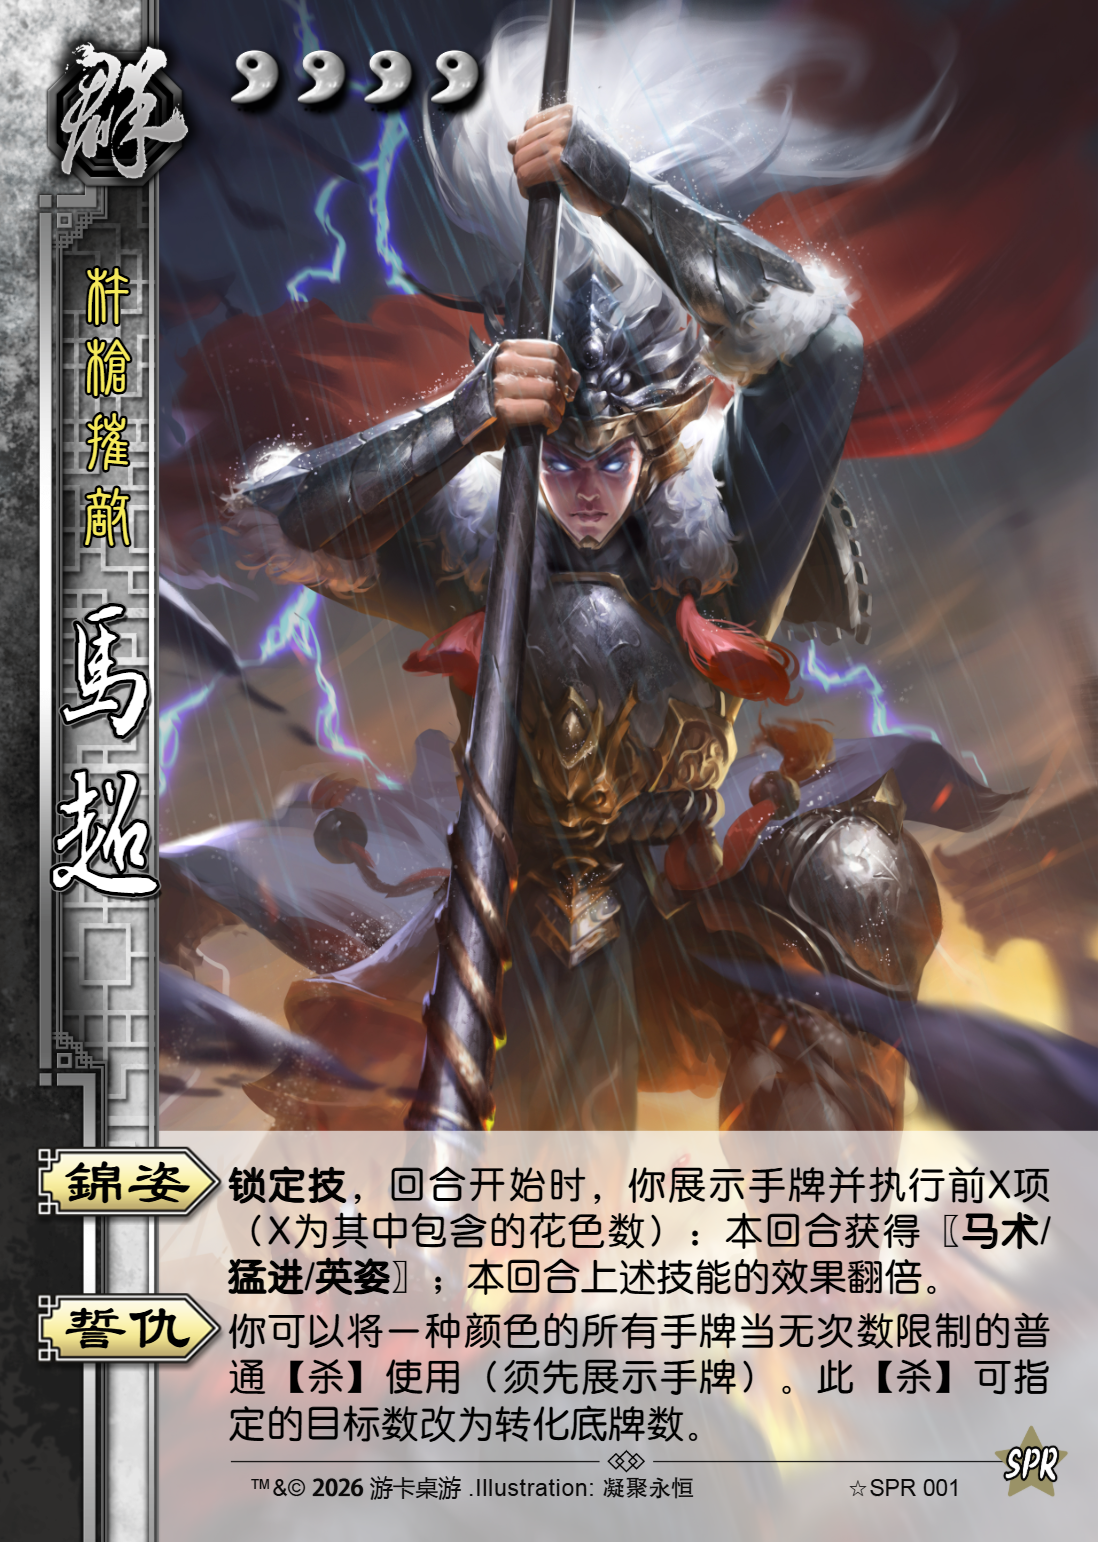 群
杵槍摧敵
馬超
錦姿
锁定技，回合开始时，你展示手牌并执行前X项
（X为其中包含的花色数）：本回合获得〖马术/
猛进/英姿〗；本回合上述技能的效果翻倍。
誓仇
你可以将一种颜色的所有手牌当无次数限制的普
通【杀】使用（须先展示手牌）。此【杀】可指
定的目标数改为转化底牌数。
™&© 2026 游卡桌游 .Illustration: 凝聚永恒
☆SPR 001
SPR